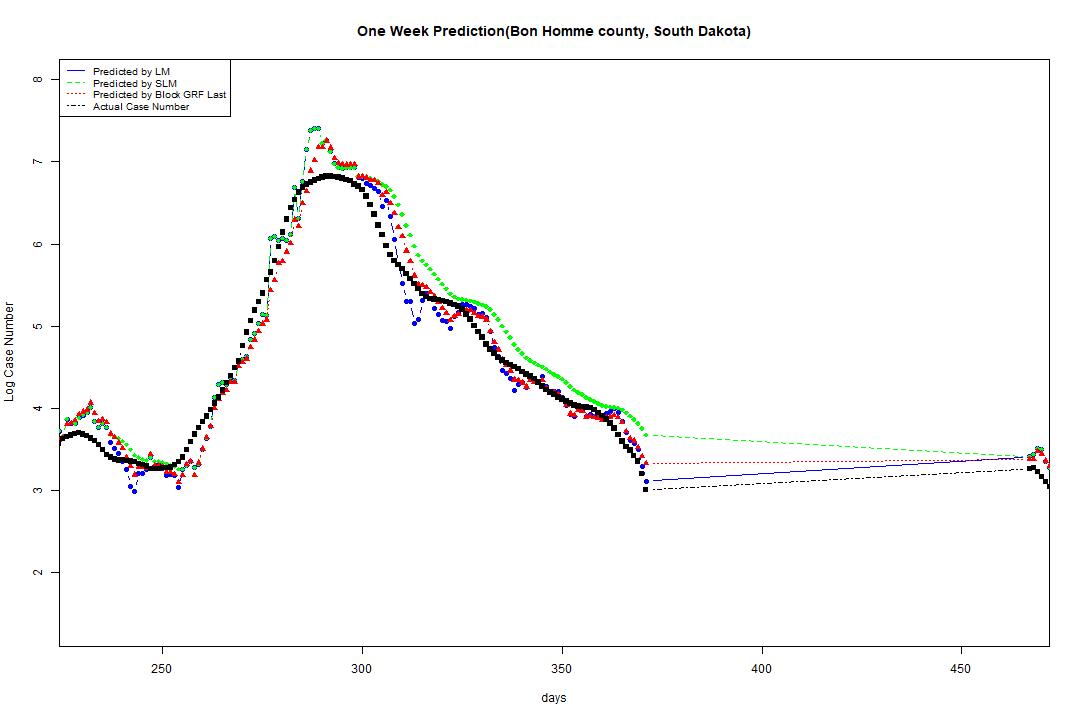 One Week Prediction(Bon Homme county, South Dakota)
Predicted by LM
Predicted by SLM
Predicted by Block GRF Last
Actual Case Number
Log Case Number
8
7
6
5
4
3
2
250 300 350 400 450
days